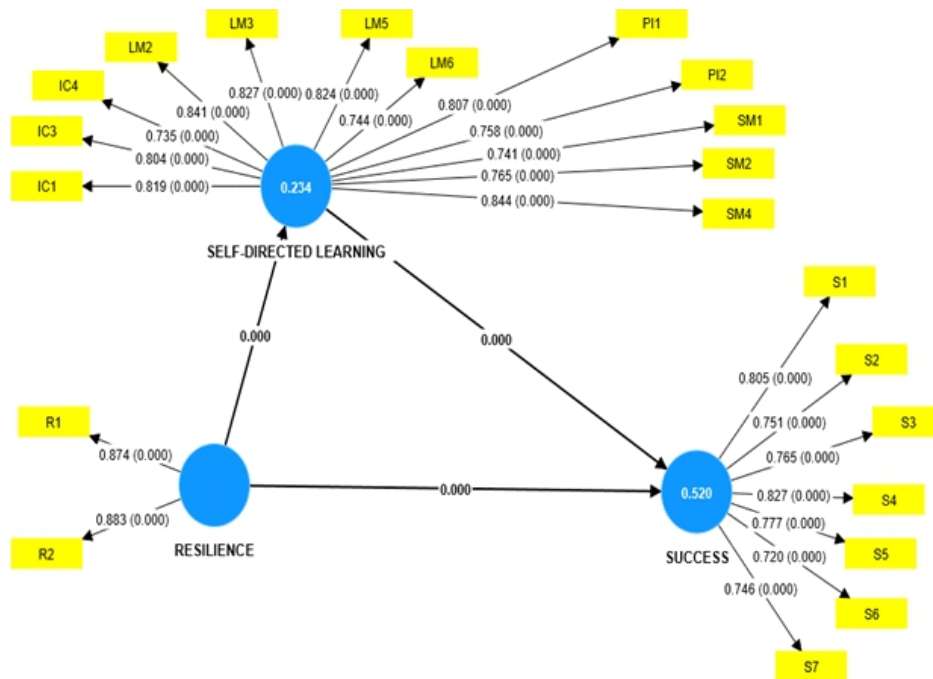 LM3
LM5
PI1
LM2
LM6
IC4
PI2
0.827 (0.000)
0.824 (0.000)
0.807 (0.000)
0.841 (0.000)
0.744 (0.000)
0.758 (0.000)
IC3
0.735 (0.000)
SM1
0.741 (0.000)
0.804 (0.000)
0.765 (0.000)
SM2
IC1
0.819 (0.000)
0.234
0.844 (0.000)
SM4
SELF-DIRECTED LEARNING
S1
0.000
0.000
S2
0.805 (0.000)
R1
0.751 (0.000)
S3
0.874 (0.000)
0.765 (0.000)
0.000
0.520
0.827 (0.000)
S4
0.883 (0.000)
0.777 (0.000)
R2
RESILIENCE
SUCCESS
0.720 (0.000)
S5
0.746 (0.000)
S6
S7